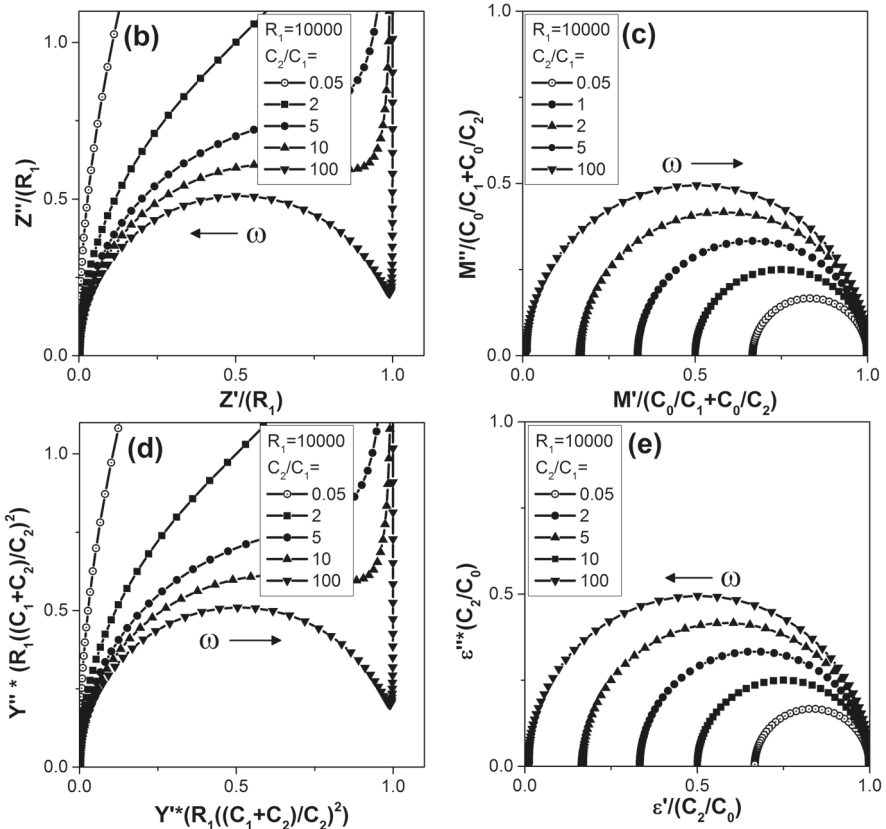 (b)
R₁=10000
C₂/C₁=
0.05
2
5
10
100
ω
1.0
0.5
0.0
0.0 0.5 1.0
Z''/(R₁)
Z'/(R₁)
(c)
R₁=10000
C₂/C₁=
0.05
1
2
5
100
ω
1.0
0.5
0.0
0.0 0.5 1.0
M''/(C₀/C₁+C₀/C₂)
M'/(C₀/C₁+C₀/C₂)
(d)
R₁=10000
C₂/C₁=
0.05
2
5
10
100
ω
1.0
0.5
0.0
0.0 0.5 1.0
Y'' * (R₁((C₁+C₂)/C₂)²)
Y'*(R₁((C₁+C₂)/C₂)²)
(e)
R₁=10000
C₂/C₁=
0.05
2
5
10
100
ω
1.0
0.5
0.0
0.0 0.5 1.0
ε''*(C₂/C₀)
ε'/(C₂/C₀)